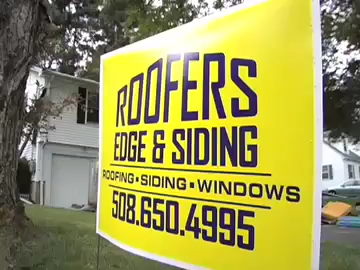 ROOFERS
EDGE & SIDING
ROOFING · SIDING · WINDOWS
508.650.4995